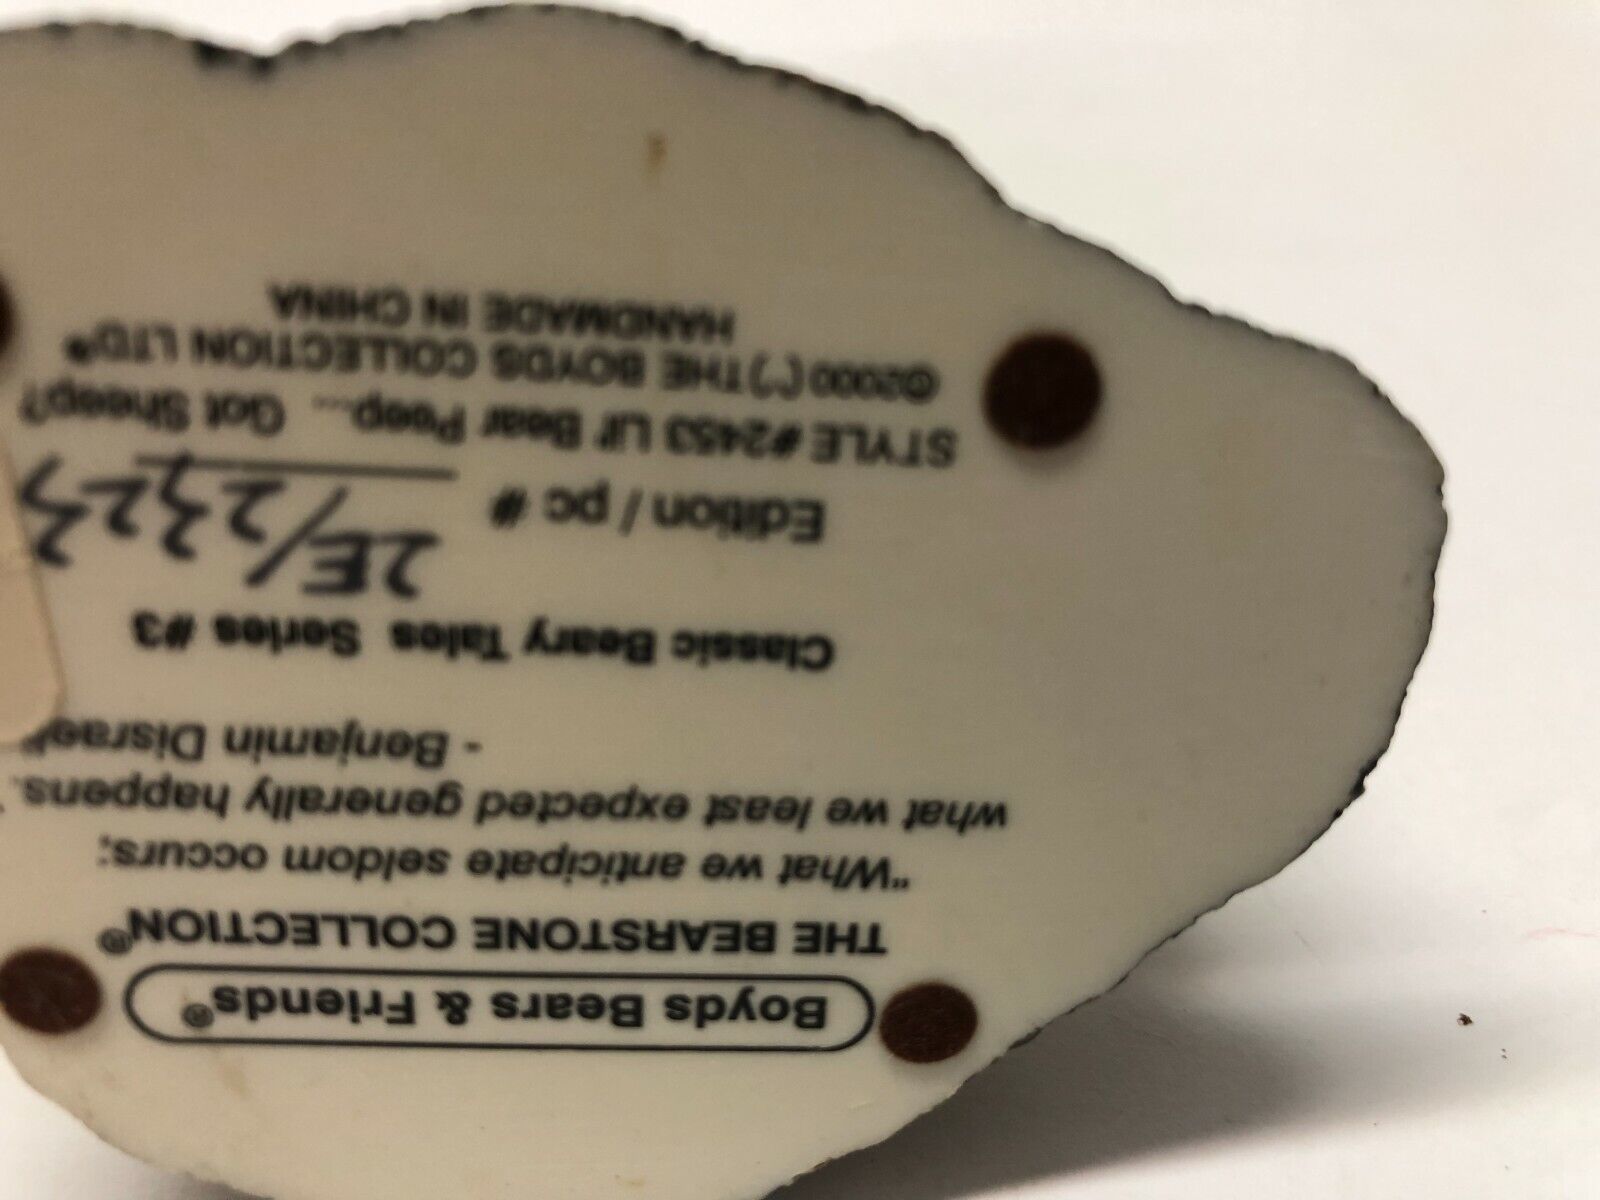 Boyds Bears & Friends®
THE BEARSTONE COLLECTION®
"What we anticipate seldom occurs;
what we least expected generally happens.
- Benjamin Disraeli
Classic Beary Tales Series #3
Edition / pc # 2E/2323
STYLE #2453 Lil' Bear Peep... Got Sheep?
©2000 (') THE BOYDS COLLECTION LTD®
HANDMADE IN CHINA